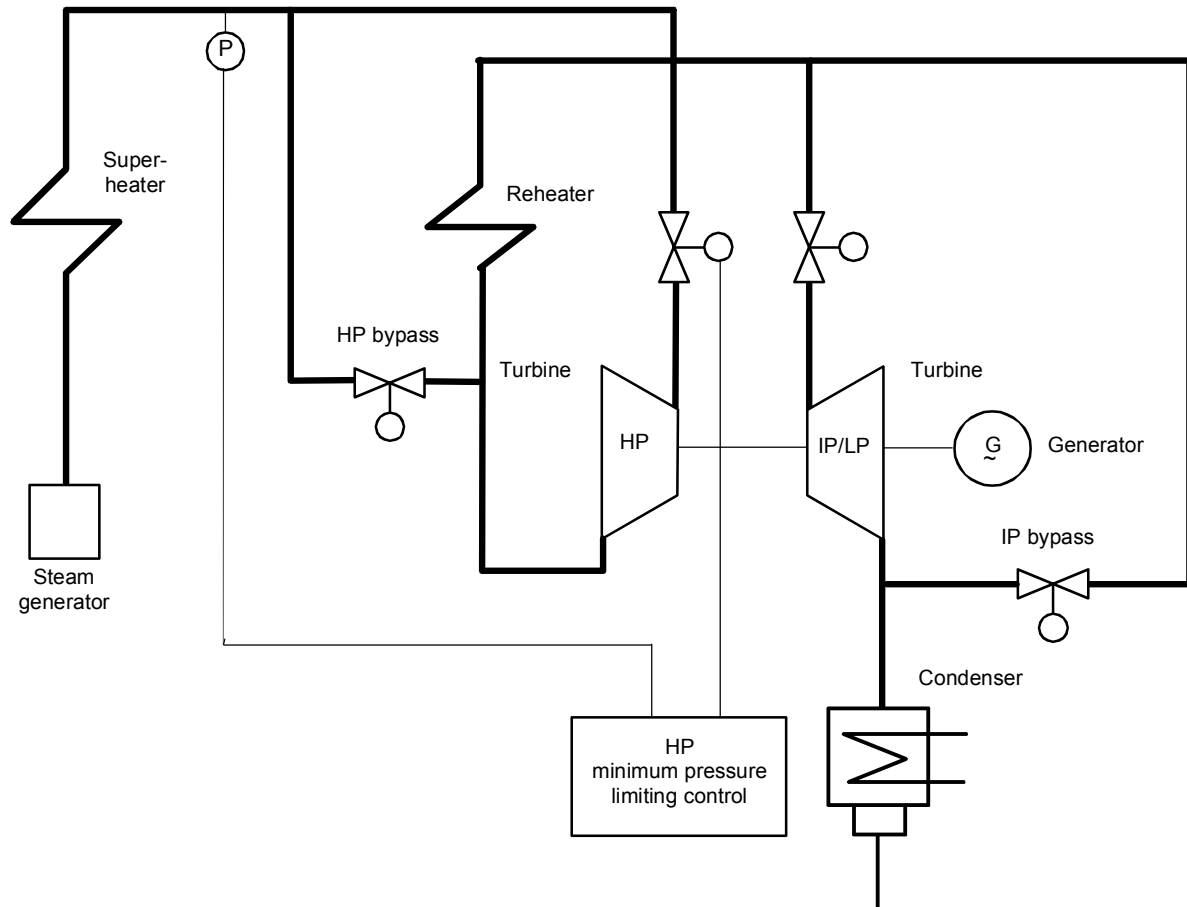 P
Super-
heater
Reheater
HP bypass
Turbine
Turbine
HP
IP/LP
G
~
Generator
IP bypass
Steam
generator
Condenser
HP
minimum pressure
limiting control